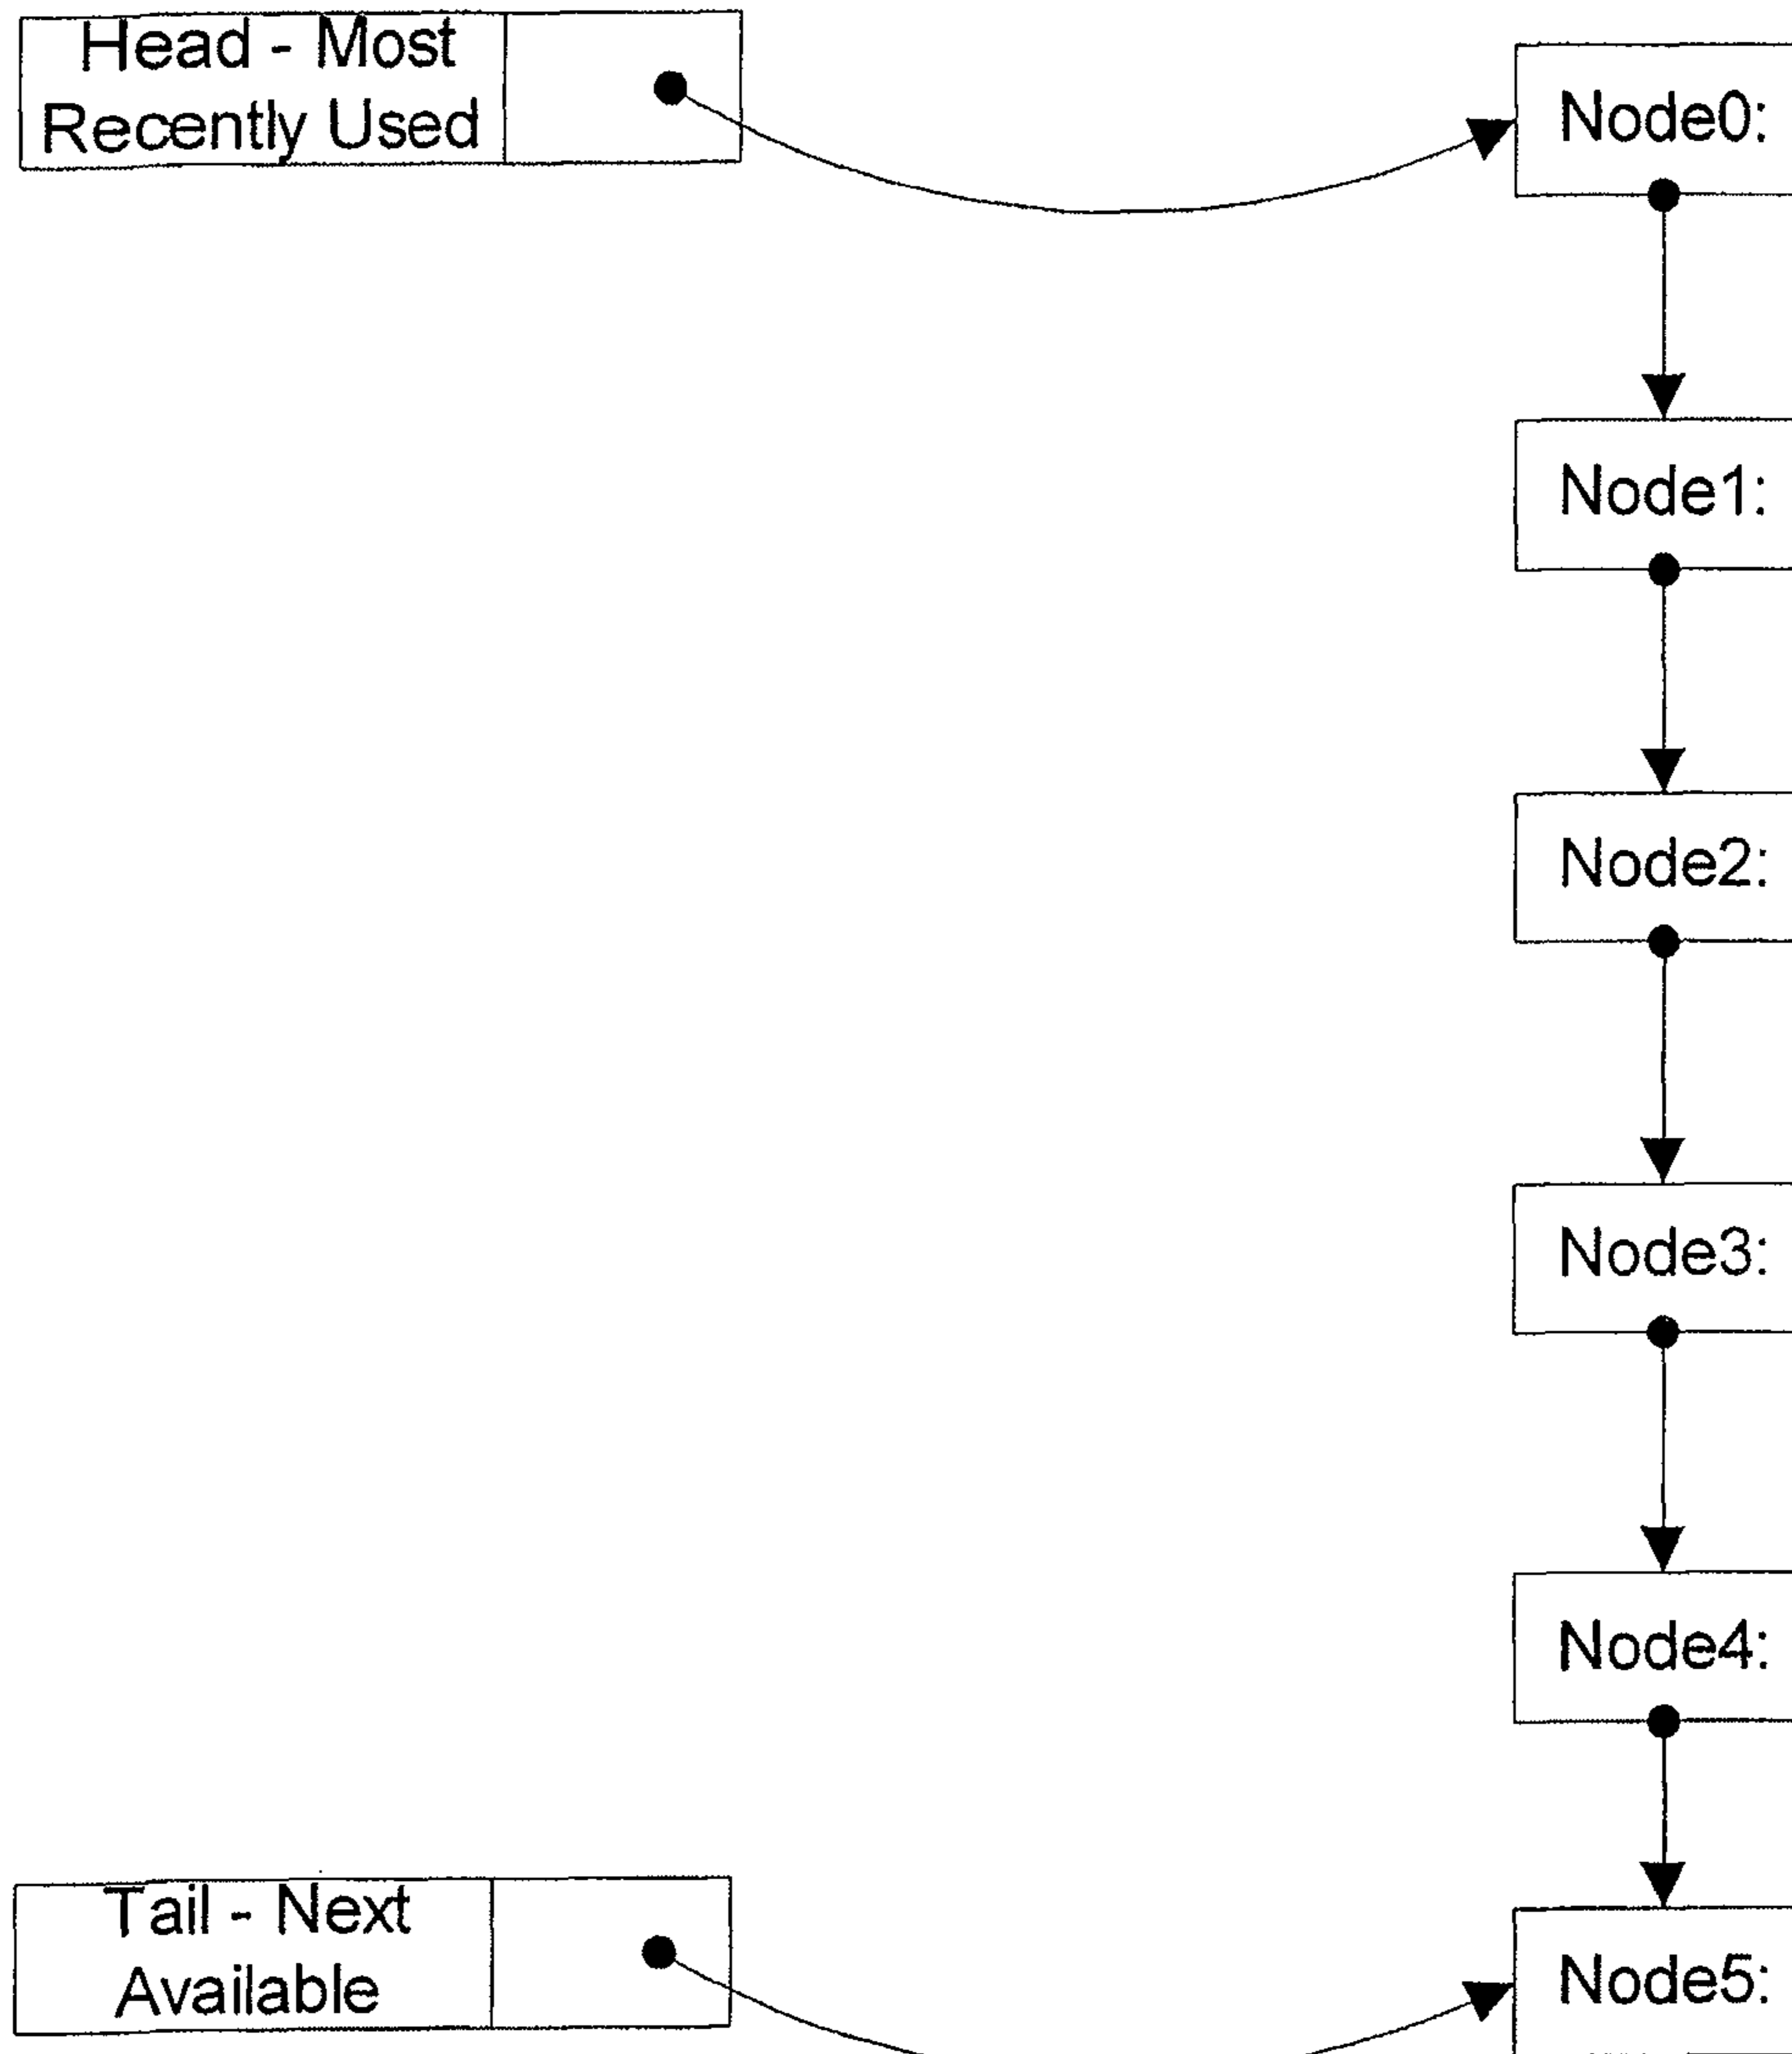 Head - Most
Recently Used
Node0:
Node1:
Node2:
Node3:
Node4:
Tail - Next
Available
Node5: